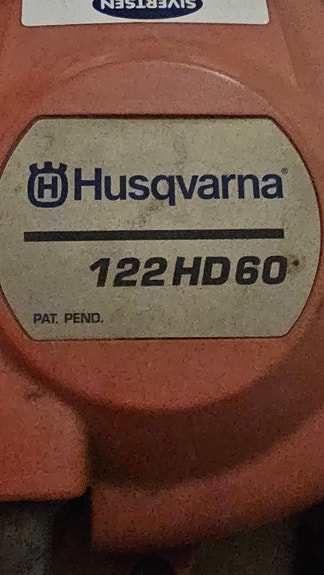 SIVERTSEN
Husqvarna®
122HD60
PAT. PEND.